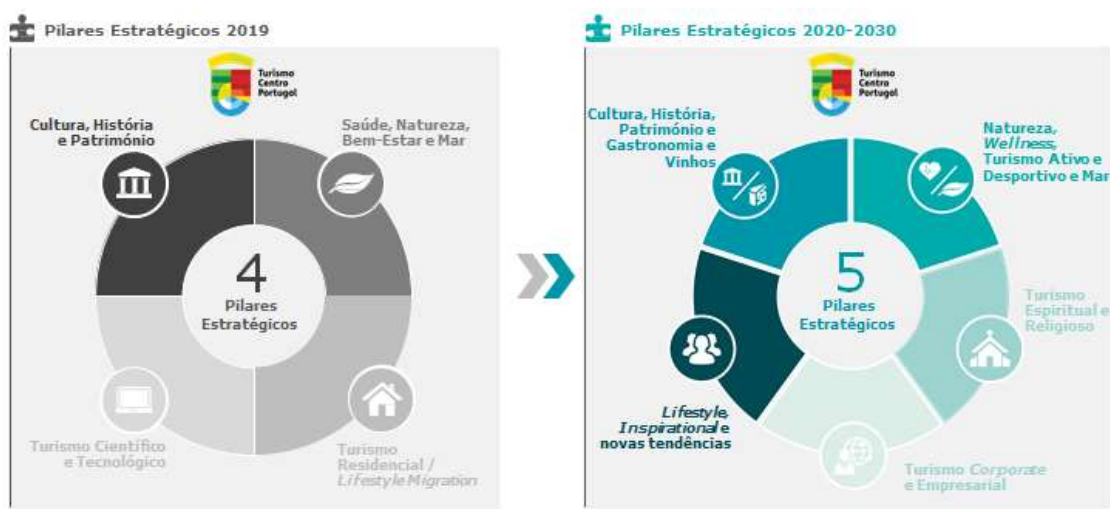 Pilares Estratégicos 2019
Turismo
Centro
Portugal
Cultura, História
e Património
Saúde, Natureza,
Bem-Estar e Mar
4
Pilares
Estratégicos
Turismo Científico
e Tecnológico
Turismo
Residencial /
Lifestyle Migration
Pilares Estratégicos 2020-2030
Turismo
Centro
Portugal
Cultura, História,
Património e
Gastronomia e
Vinhos
Natureza,
Wellness,
Turismo Ativo e
Desportivo e Mar
5
Pilares
Estratégicos
Turismo
Espiritual e
Religioso
Lifestyle,
Inspirational e
novas tendências
Turismo Corporate
e Empresarial